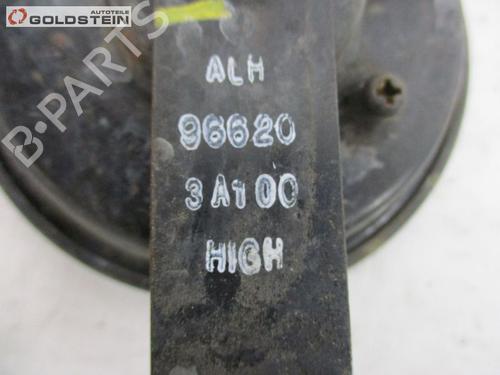 AUTOTEILE
GOLDSTEIN
B-PARTS
ALH
96620
3A100
HIGH